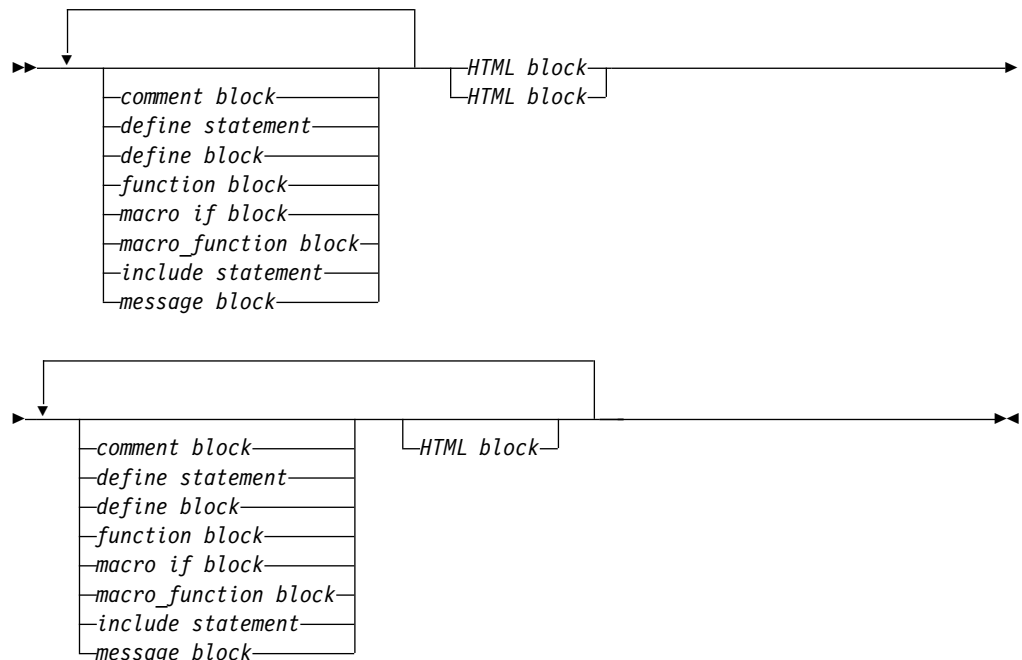 HTML block
HTML block
comment block
define statement
define block
function block
macro if block
macro_function block
include statement
message block
comment block
HTML block
define statement
define block
function block
macro if block
macro_function block
include statement
message block